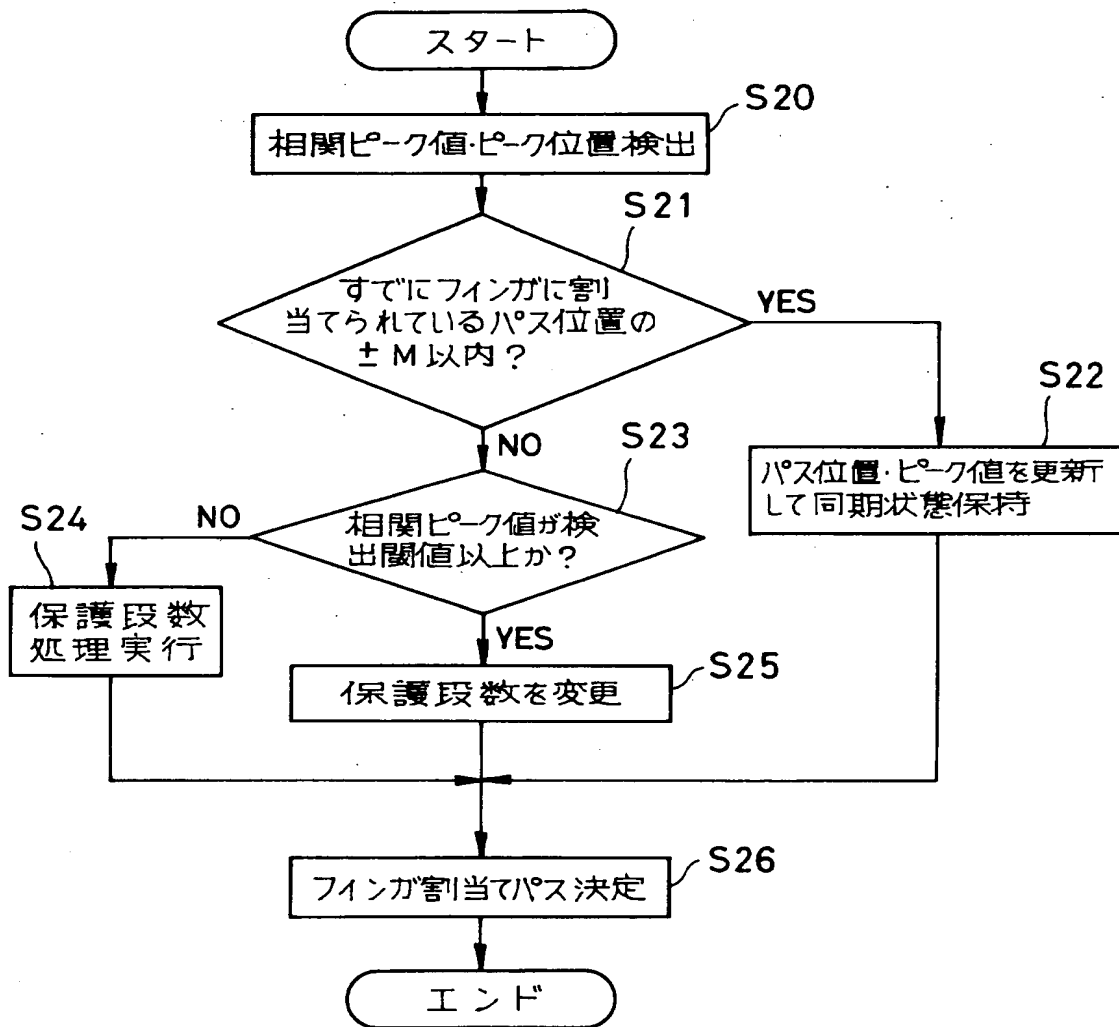 スタート
S20
相関ピーク値・ピーク位置検出
S21
すでにフィンガに割り
当てられているパス位置の
±M以内?
YES
NO
S22
パス位置・ピーク値を更新
して同期状態保持
S23
相関ピーク値が検
出閾値以上か?
NO
YES
S24
保護段数
処理実行
S25
保護段数を変更
S26
フィンガ割当てパス決定
エンド